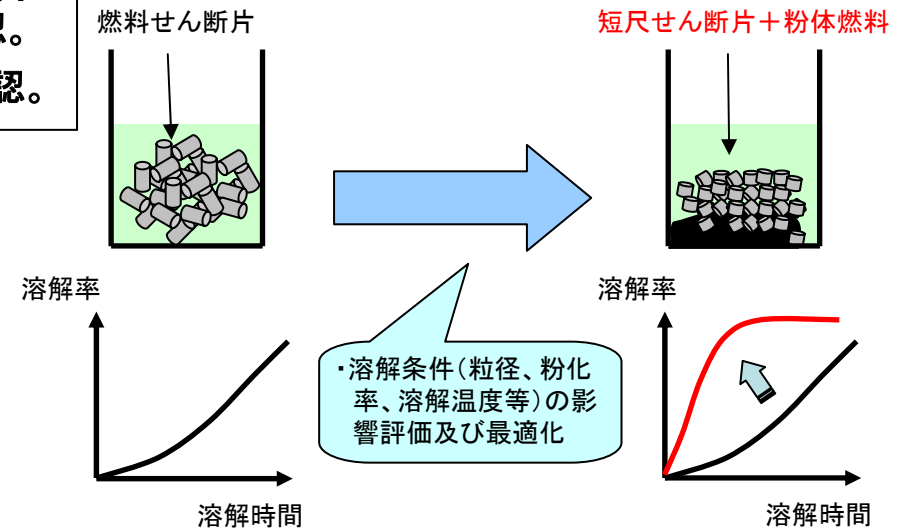 認。
燃料せん断片
短尺せん断片＋粉体燃料
溶解率
溶解時間
・溶解条件（粒径、粉化
率、溶解温度等）の影
響評価及び最適化
溶解率
溶解時間